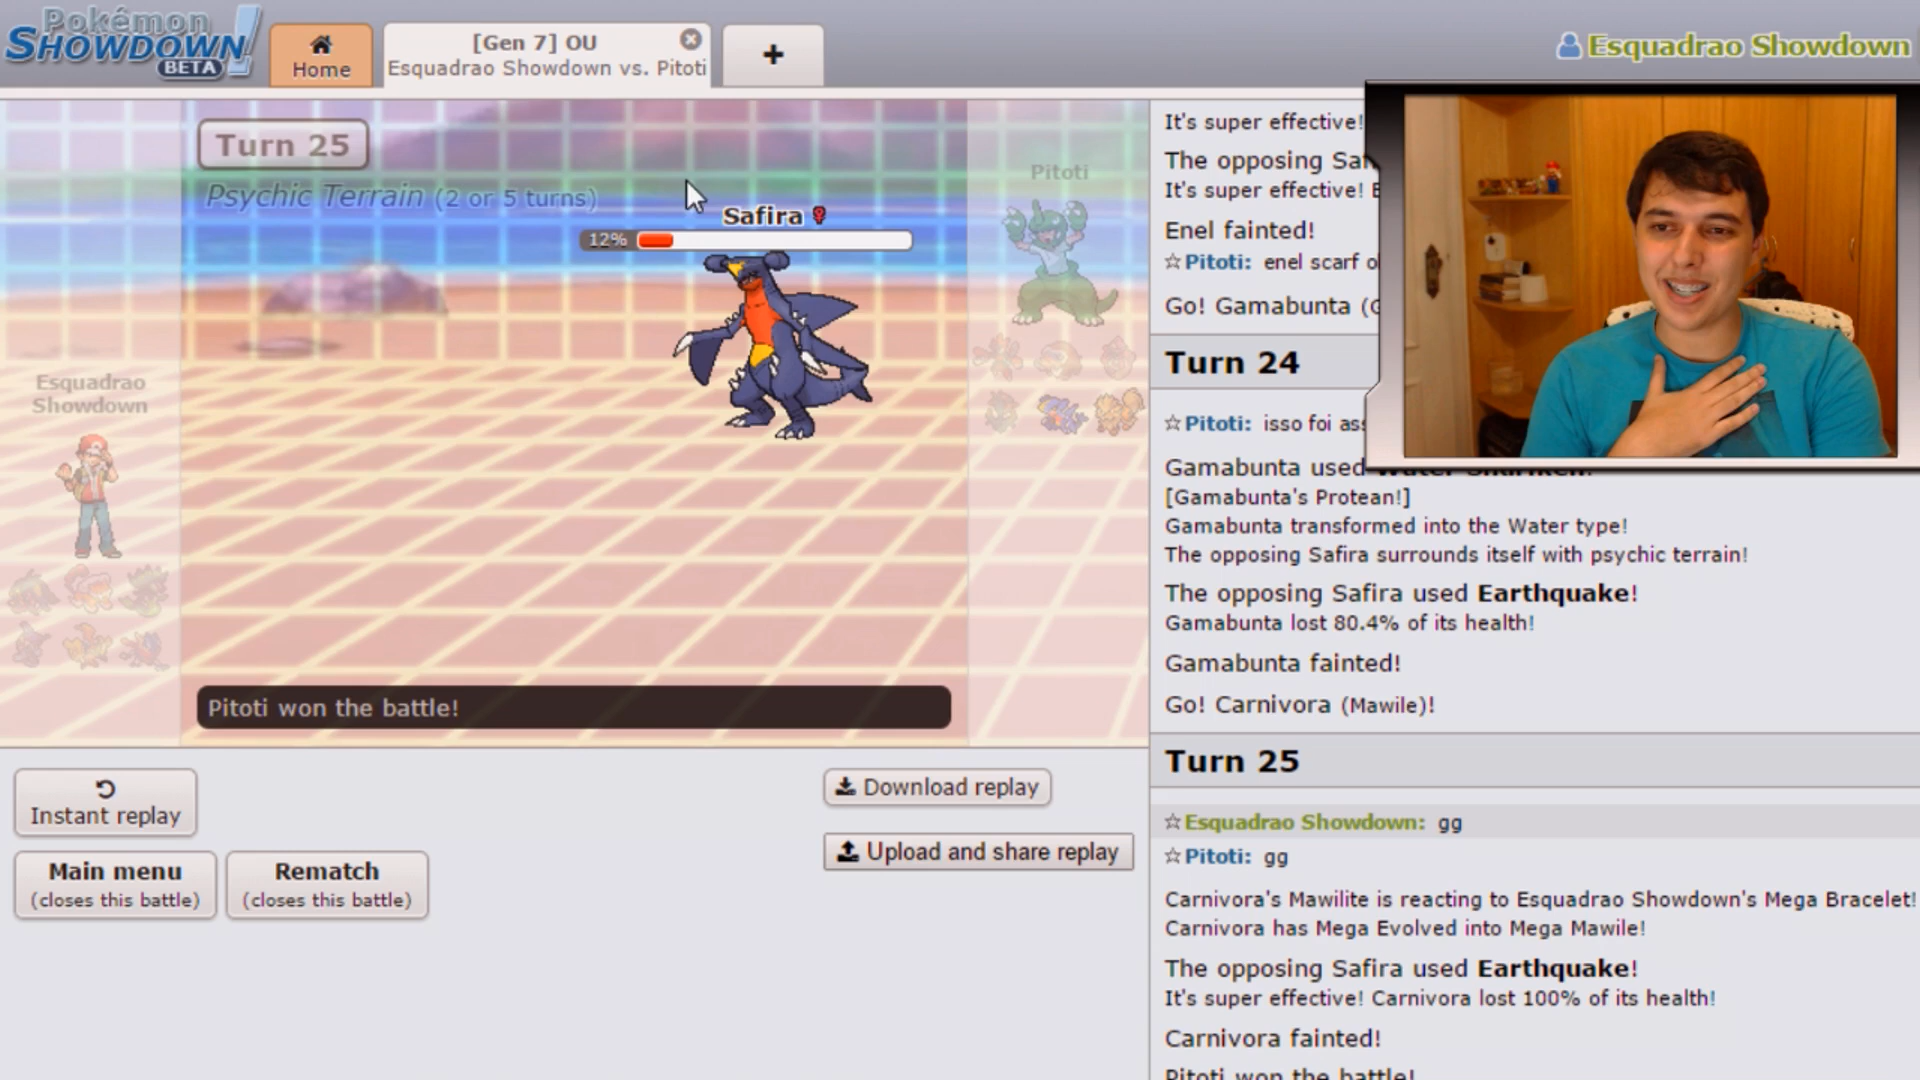 Pokémon
SHOWDOWN!
BETA
Home
[Gen 7] OU
Esquadrao Showdown vs. Pitoti
+
Esquadrao Showdown
Turn 25
Psychic Terrain (2 or 5 turns)
Safira
12%
Pitoti
Esquadrao
Showdown
Pitoti won the battle!
Instant replay
Download replay
Upload and share replay
Main menu
(closes this battle)
Rematch
(closes this battle)
It's super effective!
The opposing
It's super effective!
Enel fainted!
☆Pitoti: enel scarf
Go! Gamabunta
Turn 24
☆Pitoti: isso foi
Gamabunta used
[Gamabunta's Protean!]
Gamabunta transformed into the Water type!
The opposing Safira surrounds itself with psychic terrain!
The opposing Safira used Earthquake!
Gamabunta lost 80.4% of its health!
Gamabunta fainted!
Go! Carnivora (Mawile)!
Turn 25
☆Esquadrao Showdown: gg
☆Pitoti: gg
Carnivora's Mawilite is reacting to Esquadrao Showdown's Mega Bracelet!
Carnivora has Mega Evolved into Mega Mawile!
The opposing Safira used Earthquake!
It's super effective! Carnivora lost 100% of its health!
Carnivora fainted!
Pitoti won the battle!